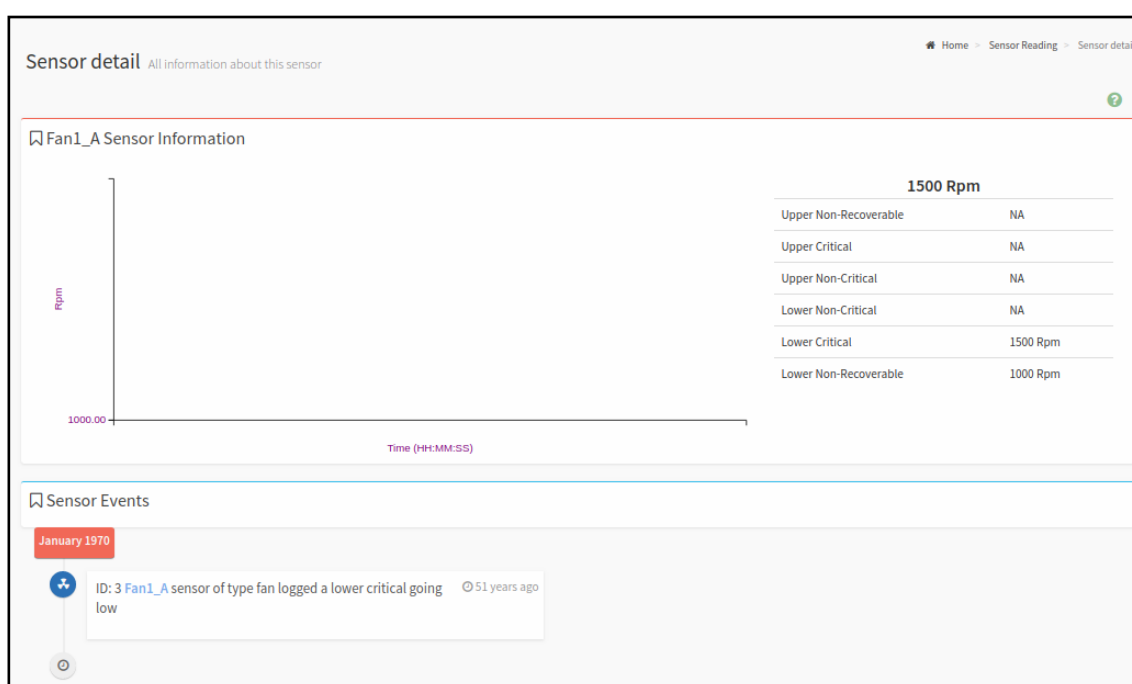 Home > Sensor Reading > Sensor detail
Sensor detail All information about this sensor
Fan1_A Sensor Information
Rpm
1000.00
Time (HH:MM:SS)
1500 Rpm
Upper Non-Recoverable NA
Upper Critical NA
Upper Non-Critical NA
Lower Non-Critical NA
Lower Critical 1500 Rpm
Lower Non-Recoverable 1000 Rpm
Sensor Events
January 1970
ID: 3 Fan1_A sensor of type fan logged a lower critical going
low
51 years ago